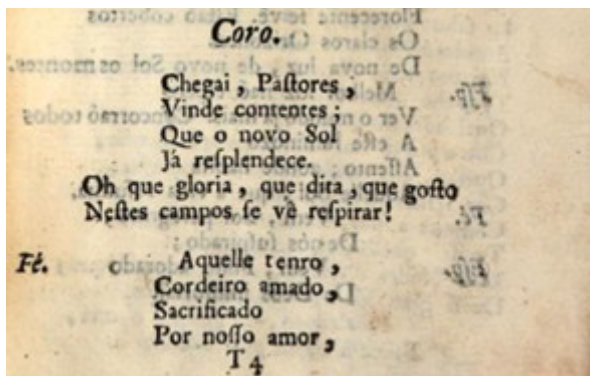 Coro.
Chegai, Paſtores,
Vinde contentes;
Que o novo Sol
Já reſplendece.
Oh que gloria, que dita, que goſto
Neſtes campos ſe vê reſpirar!
Fé. Aquelle tenro,
Cordeiro amado,
Sacrificado
Por noſſo amor,
T 4